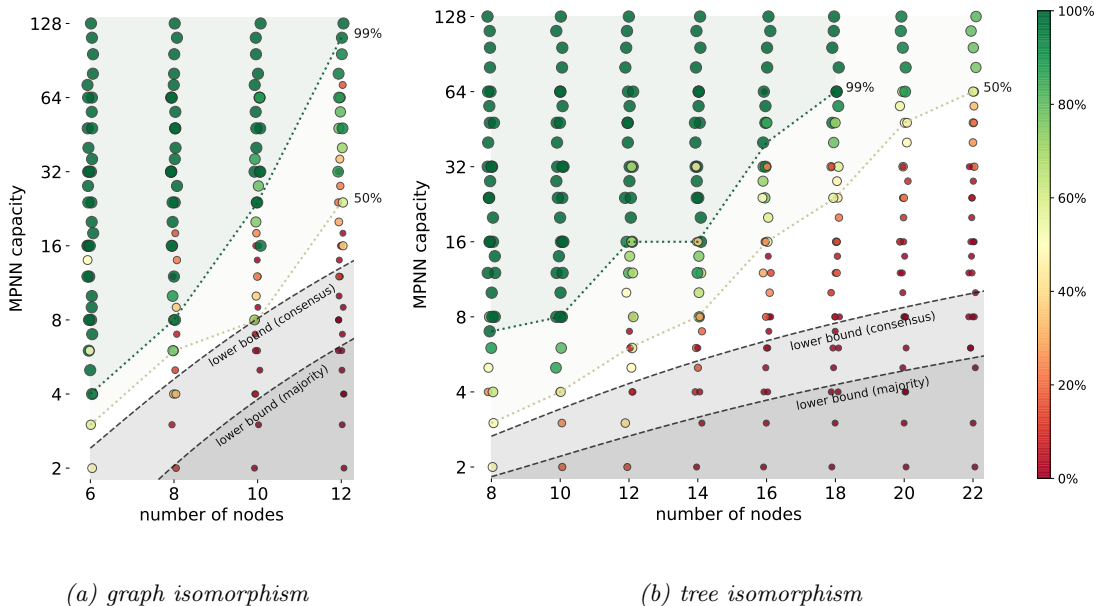 128
64
32
16
8
4
2
MPNN capacity
99%
50%
lower bound (consensus)
lower bound (majority)
6 8 10 12
number of nodes
(a) graph isomorphism
128
64
32
16
8
4
2
MPNN capacity
99%
50%
lower bound (consensus)
lower bound (majority)
8 10 12 14 16 18 20 22
number of nodes
(b) tree isomorphism
100%
80%
60%
40%
20%
0%